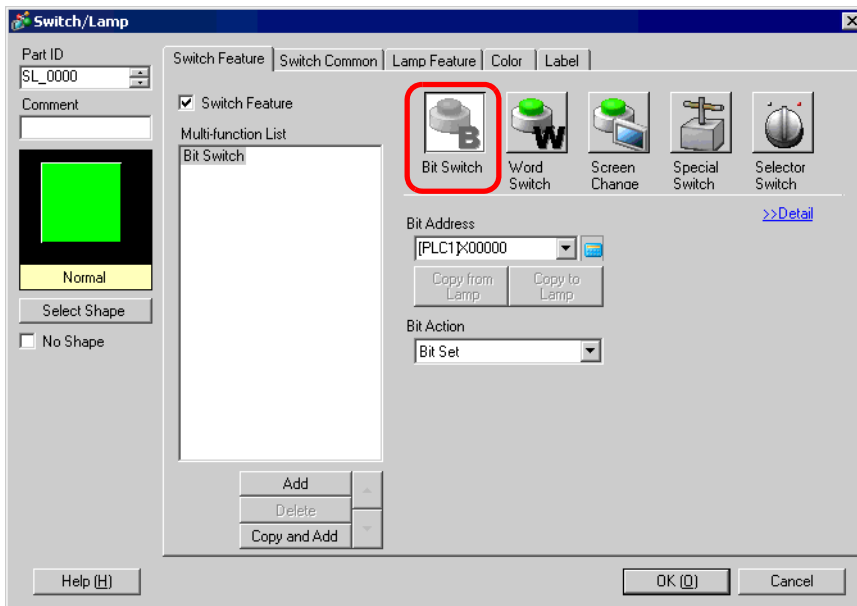 Switch/Lamp
Part ID
SL_0000
Comment
Normal
Select Shape
No Shape
Switch Feature
Switch Common
Lamp Feature
Color
Label
Switch Feature
Multi-function List
Bit Switch
Add
Delete
Copy and Add
B
Bit Switch
W
Word
Switch
Screen
Change
Special
Switch
Selector
Switch
>>Detail
Bit Address
[PLC1]X00000
Copy from
Lamp
Copy to
Lamp
Bit Action
Bit Set
Help (H)
OK (O)
Cancel